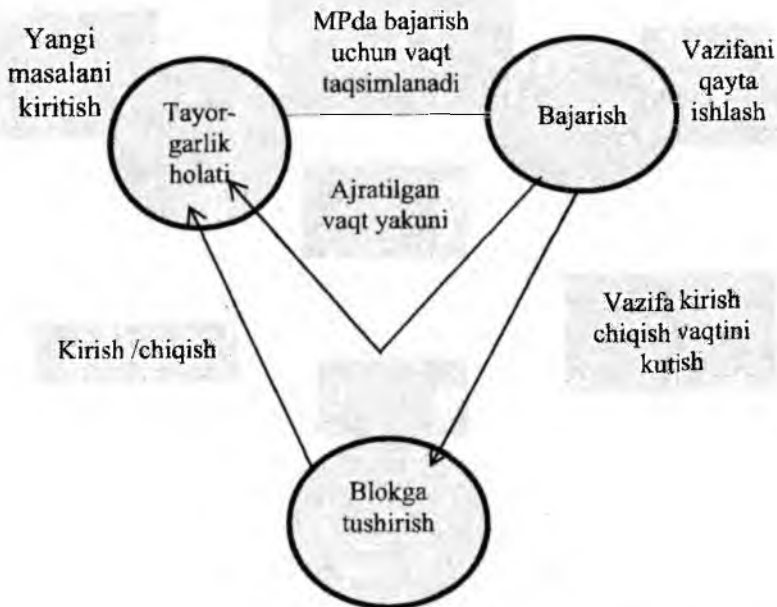 Yangi
masalani
kiritish
Tayor-
garlik
holati
MPda bajarish
uchun vaqt
taqsimlanadi
Bajarish
Vazifani
qayta
ishlash
Ajratilgan
vaqt yakuni
Kirish /chiqish
Vazifa kirish
chiqish vaqtini
kutish
Blokga
tushirish